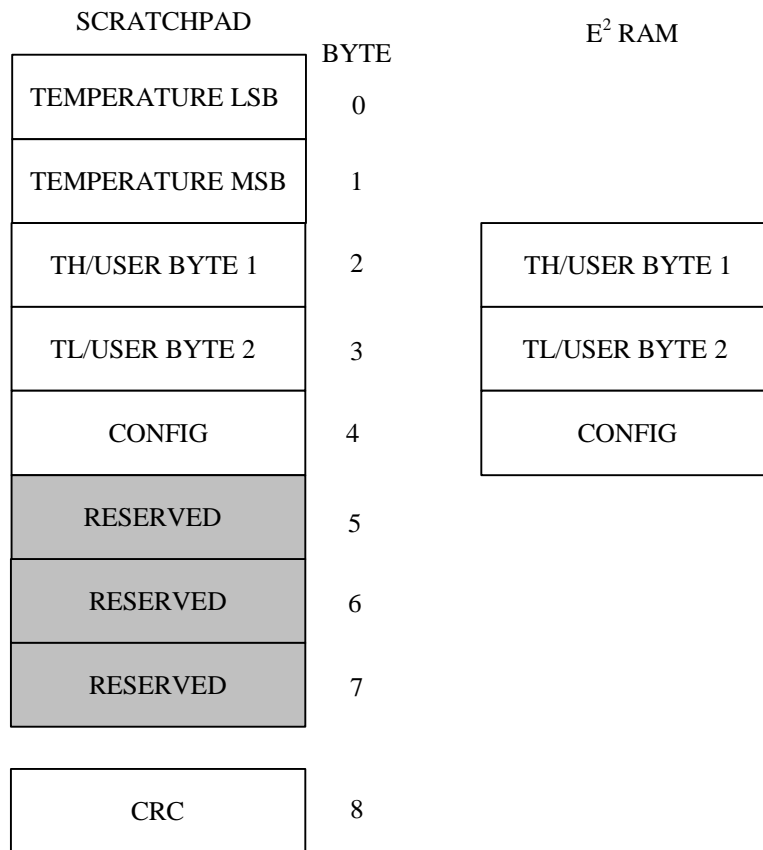 SCRATCHPAD
BYTE
E² RAM
TEMPERATURE LSB
0
TEMPERATURE MSB
1
TH/USER BYTE 1
2
TH/USER BYTE 1
TL/USER BYTE 2
3
TL/USER BYTE 2
CONFIG
4
CONFIG
RESERVED
5
RESERVED
6
RESERVED
7
CRC
8